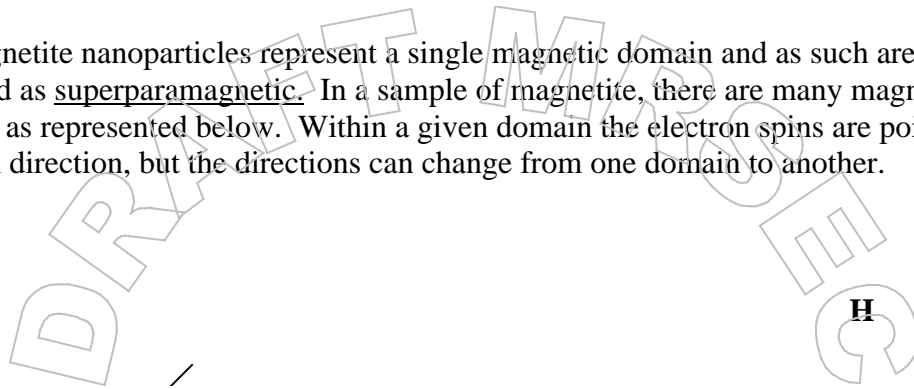 gnetite nanoparticles represent a single magnetic domain and as such are
d as superparamagnetic. In a sample of magnetite, there are many magn
as represented below. Within a given domain the electron spins are poi
direction, but the directions can change from one domain to another.
DRAFT MRSEC
H